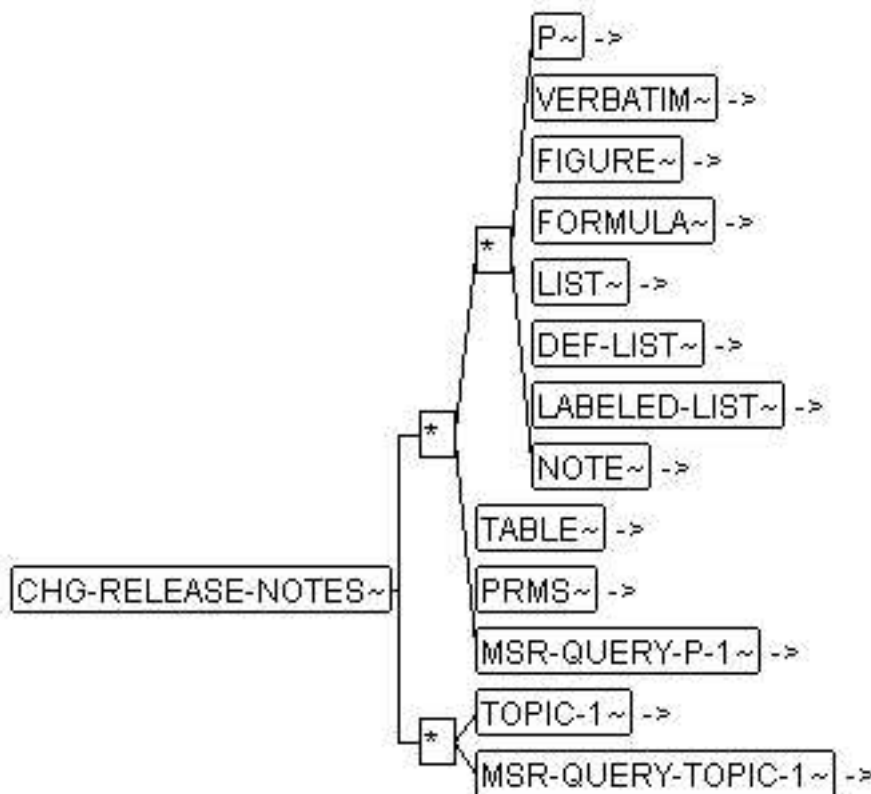 P~ ->
VERBATIM~ ->
FIGURE~ ->
FORMULA~ ->
*
LIST~ ->
DEF-LIST~ ->
LABELED-LIST~ ->
*
NOTE~ ->
TABLE~ ->
CHG-RELEASE-NOTES~
PRMS~ ->
MSR-QUERY-P-1~ ->
TOPIC-1~ ->
*
MSR-QUERY-TOPIC-1~ ->